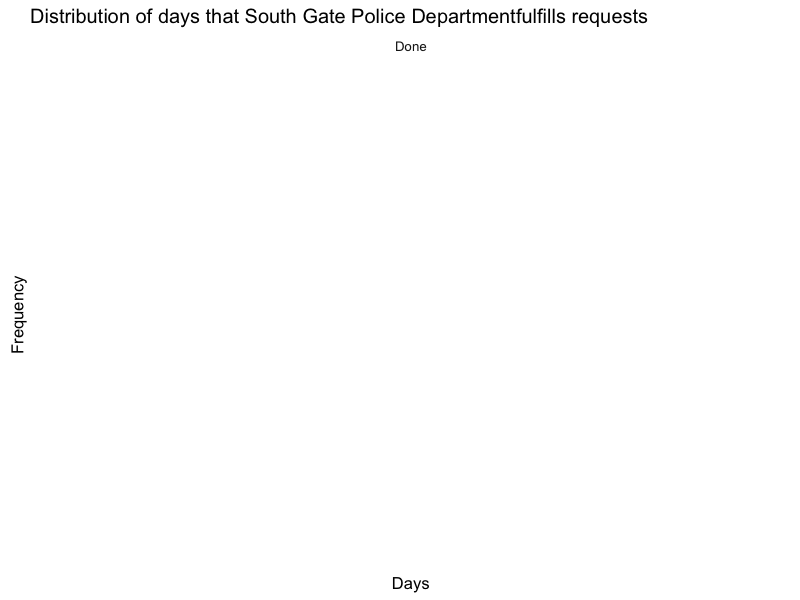 Distribution of days that South Gate Police Departmentfulfills requests
Done
Frequency
Days